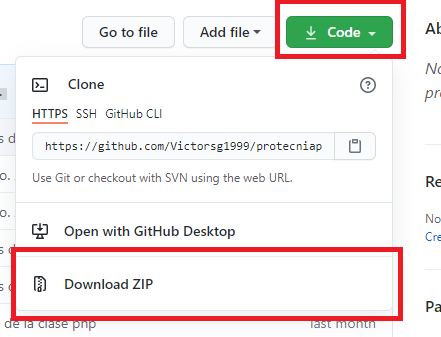 Go to file Add file Code
Ab
Clone
No
pro
HTTPS SSH GitHub CLI
https://github.com/Victorsg1999/protecniap
Use Git or checkout with SVN using the web URL.
Re
No
Cre
Open with GitHub Desktop
Download ZIP
Pa
de la clase php last month